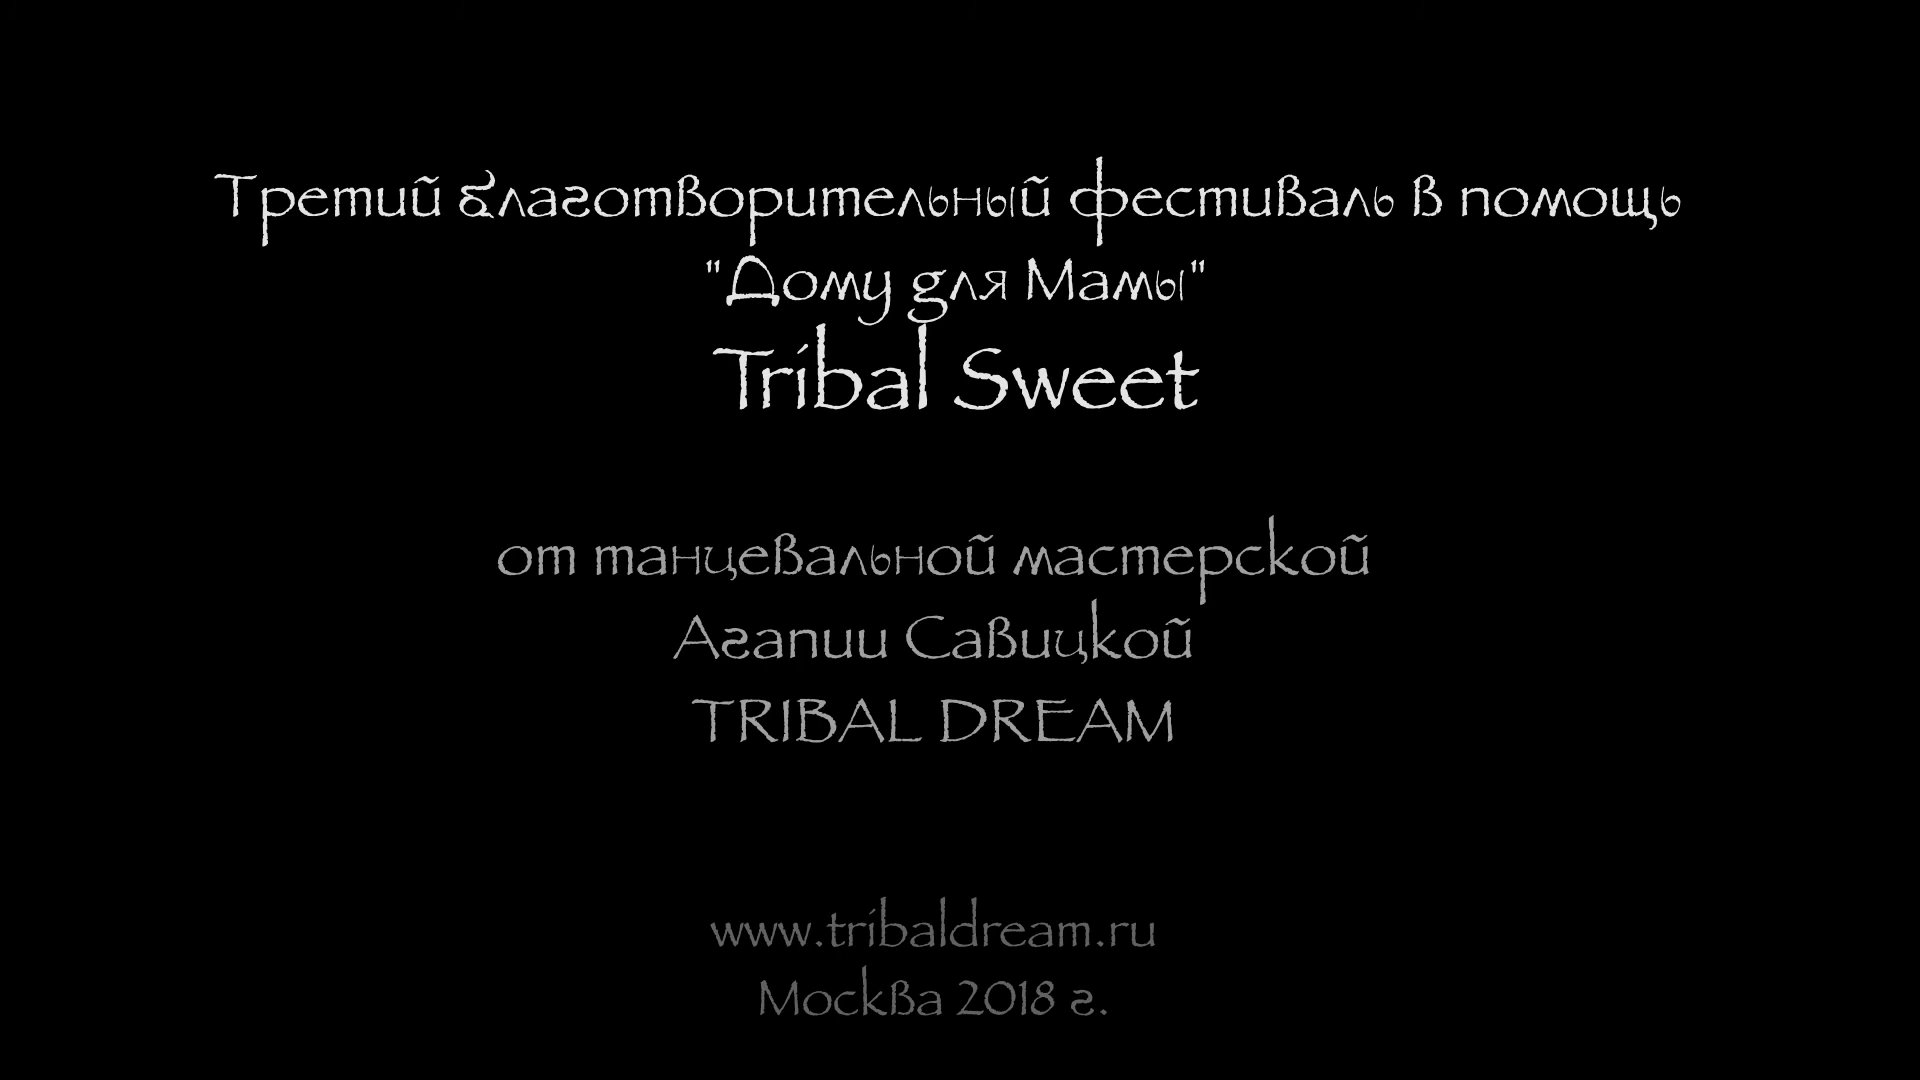 Третий благотворительный фестиваль в помощь
"Дому для Мамы"
Tribal Sweet
от танцевальной мастерской
Агапии Савицкой
TRIBAL DREAM
www.tribaldream.ru
Москва 2018 г.